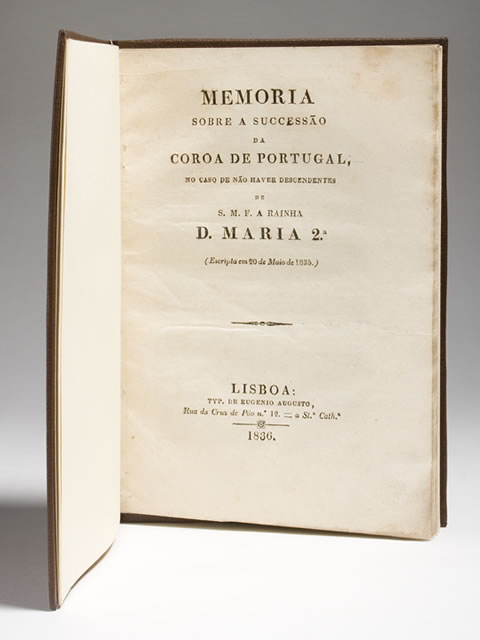 MEMORIA
SOBRE A SUCCESSÃO
DA
COROA DE PORTUGAL,
NO CASO DE NÃO HAVER DESCENDENTES
DE
S. M. F. A RAINHA
D. MARIA 2.ª
(Escripta em 20 de Maio de 1835.)
LISBOA:
TYP. DE EUGENIO AUGUSTO,
Rua da Cruz de Páo n.º 12. = a St.ª Cath.ª
1836.